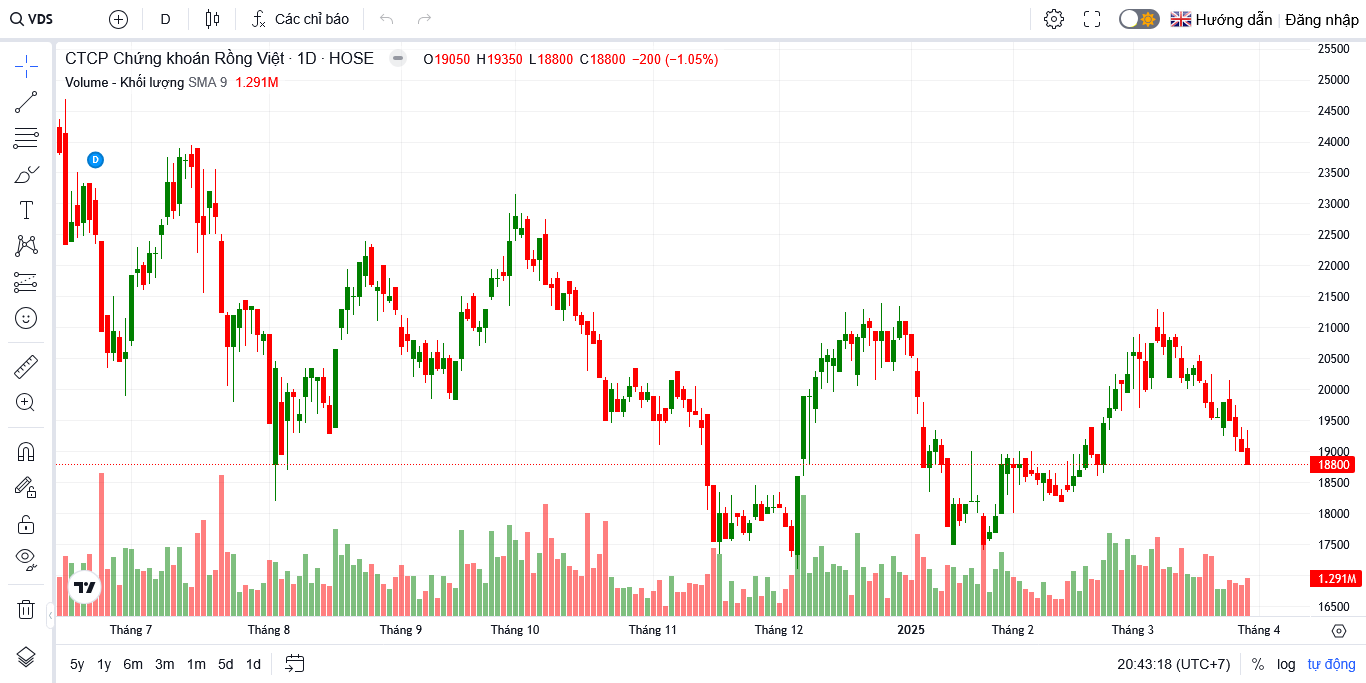 VDS D Các chỉ báo Hướng dẫn Đăng nhập
CTCP Chứng khoán Rồng Việt · 1D · HOSE O19050 H19350 L18800 C18800 −200 (−1.05%)
Volume - Khối lượng SMA 9 1.291M
D
25500
25000
24500
24000
23500
23000
22500
22000
21500
21000
20500
20000
19500
19000
18800
18500
18000
17500
1.291M
16500
Tháng 7 Tháng 8 Tháng 9 Tháng 10 Tháng 11 Tháng 12 2025 Tháng 2 Tháng 3 Tháng 4
5y 1y 6m 3m 1m 5d 1d 20:43:18 (UTC+7) % log tự động